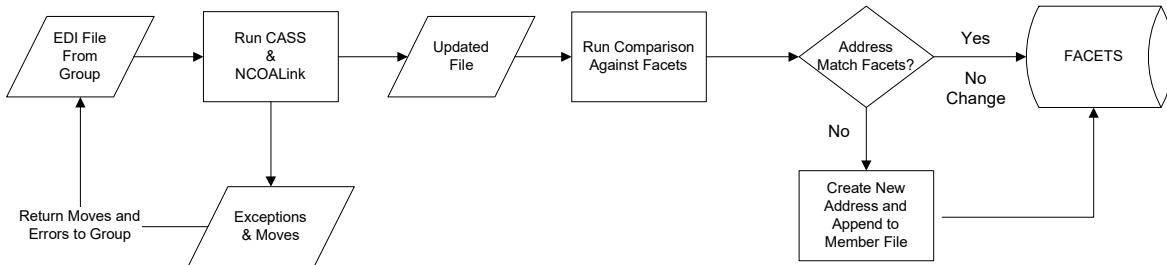 EDI File
From
Group
Run CASS
&
NCOALink
Updated
File
Run Comparison
Against Facets
Address
Match Facets?
Yes
No
Change
FACETS
No
Create New
Address and
Append to
Member File
Exceptions
& Moves
Return Moves and
Errors to Group